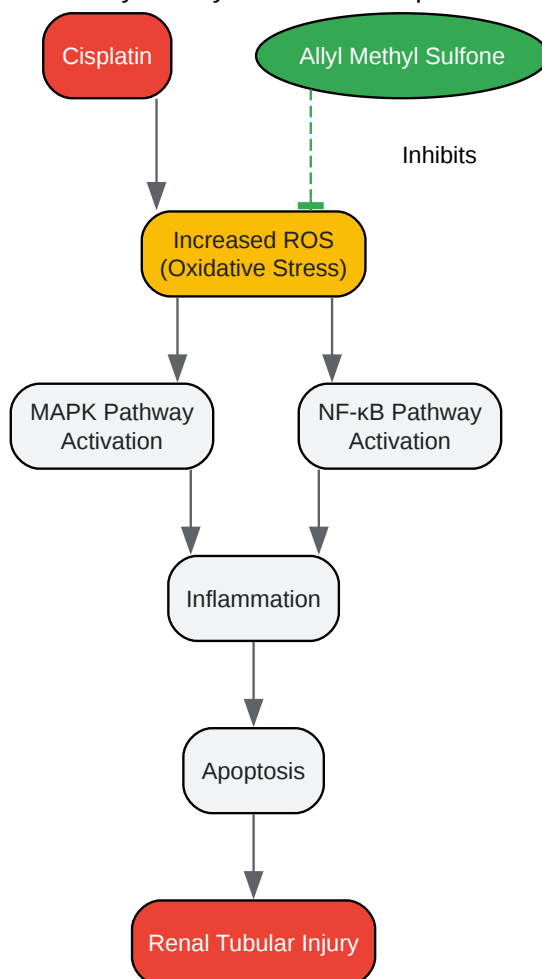 Cisplatin
Allyl Methyl Sulfone
Inhibits
Increased ROS
(Oxidative Stress)
MAPK Pathway
Activation
NF-κB Pathway
Activation
Inflammation
Apoptosis
Renal Tubular Injury